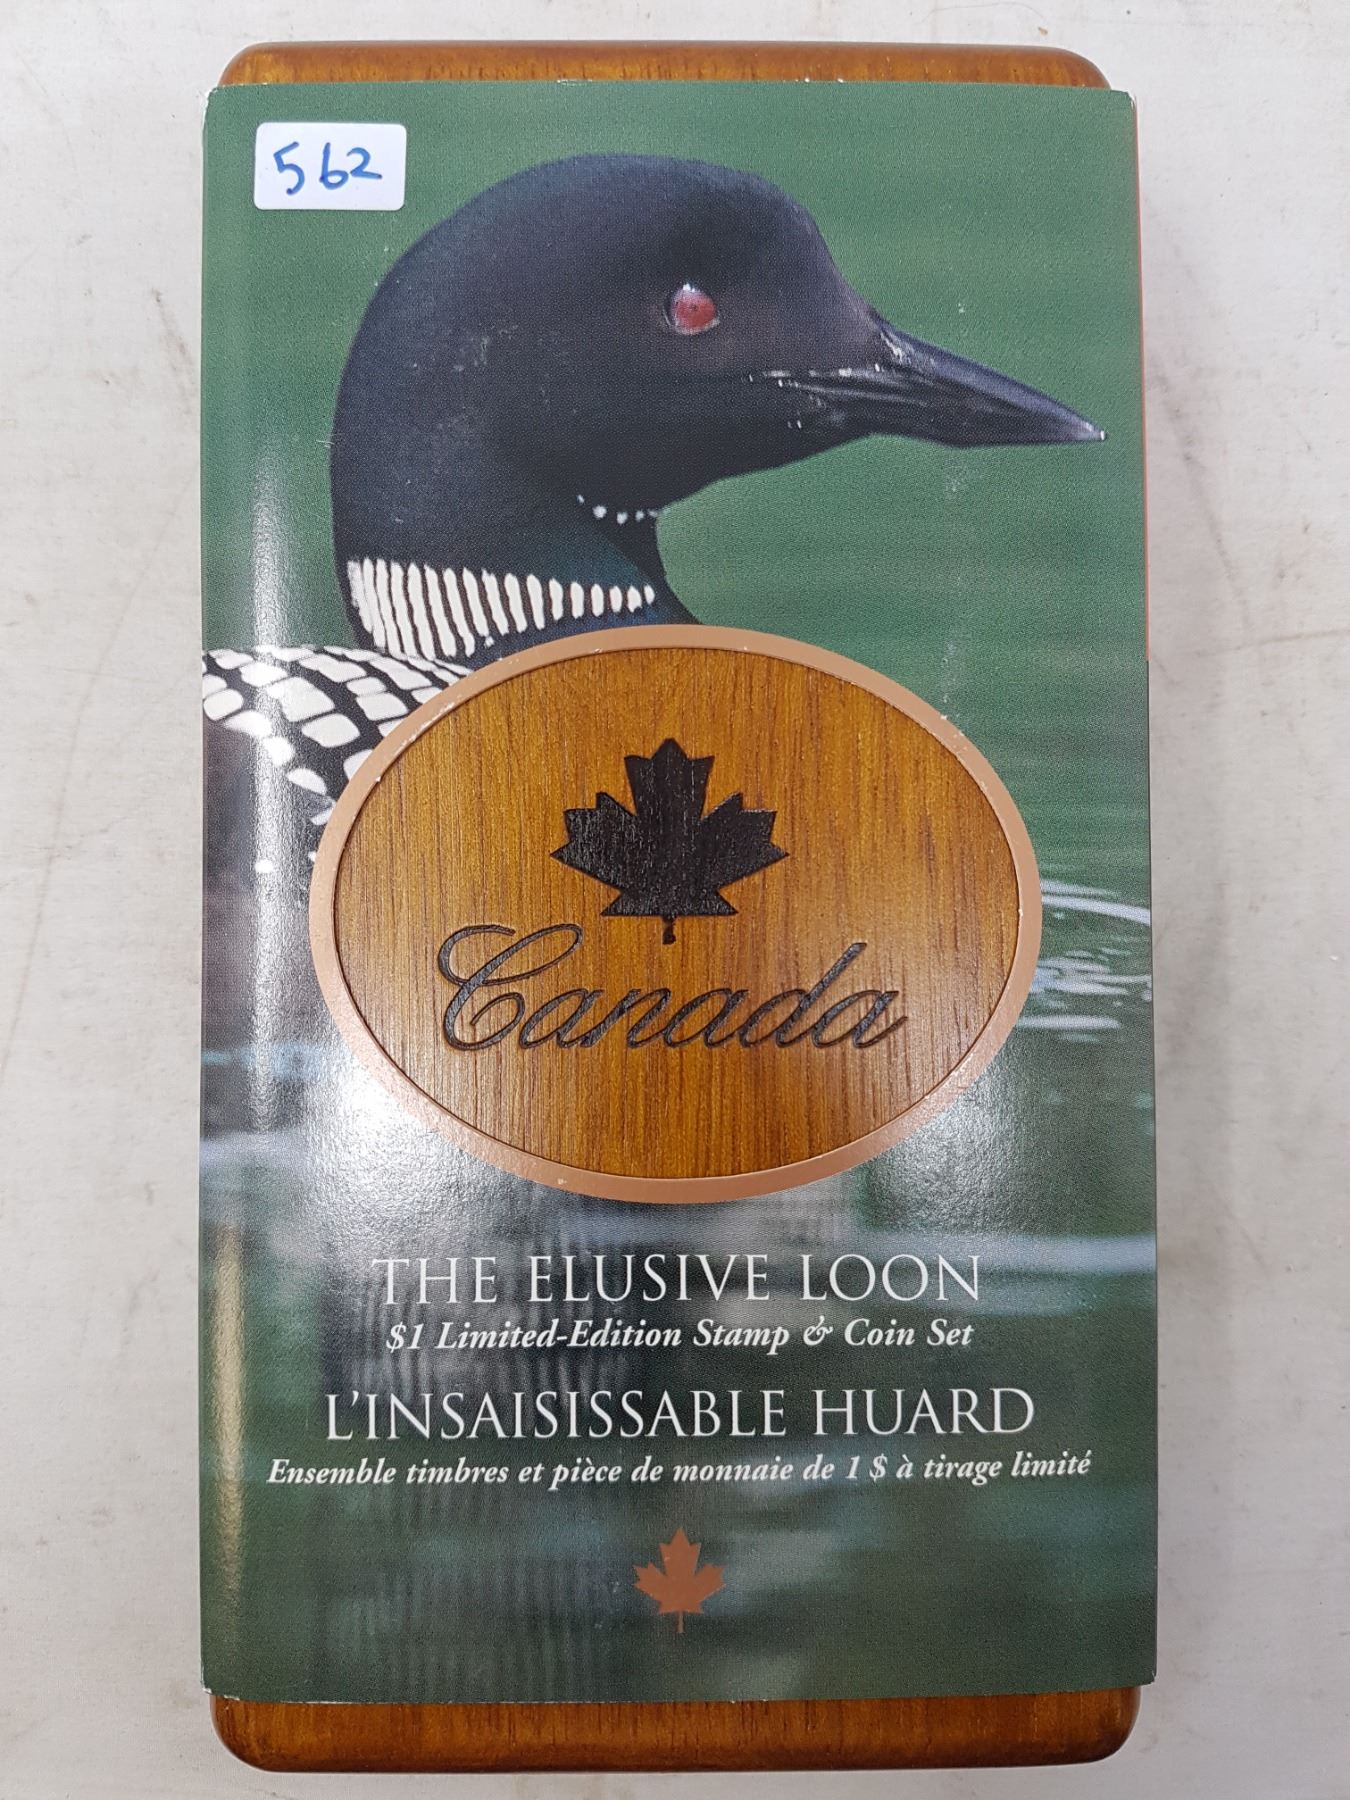 562
Canada
THE ELUSIVE LOON
$1 Limited-Edition Stamp & Coin Set
L'INSAISISSABLE HUARD
Ensemble timbres et pièce de monnaie de 1 $ à tirage limité